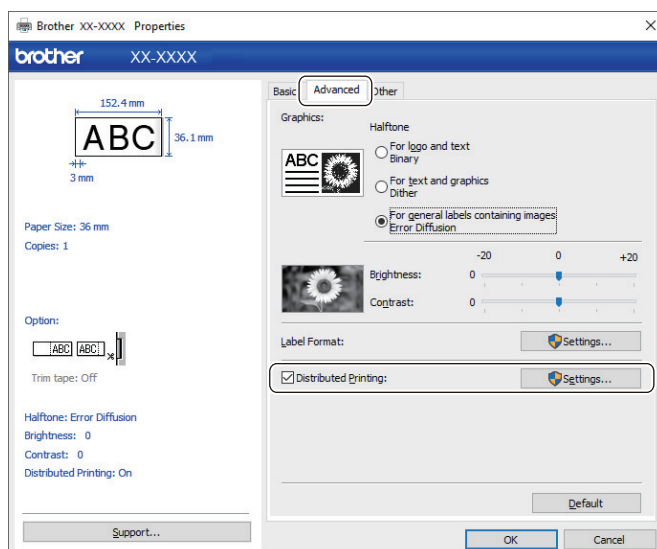 Brother XX-XXXX Properties
brother XX-XXXX
152.4 mm
ABC
36.1 mm
3 mm
Paper Size: 36 mm
Copies: 1
Option:
ABC ABC
Trim tape: Off
Halftone: Error Diffusion
Brightness: 0
Contrast: 0
Distributed Printing: On
Support...
Basic Advanced Other
Graphics:
Halftone
ABC
For logo and text
Binary
For text and graphics
Dither
For general labels containing images
Error Diffusion
-20 0 +20
Brightness: 0
Contrast: 0
Label Format: Settings...
Distributed Printing: Settings...
Default
OK Cancel